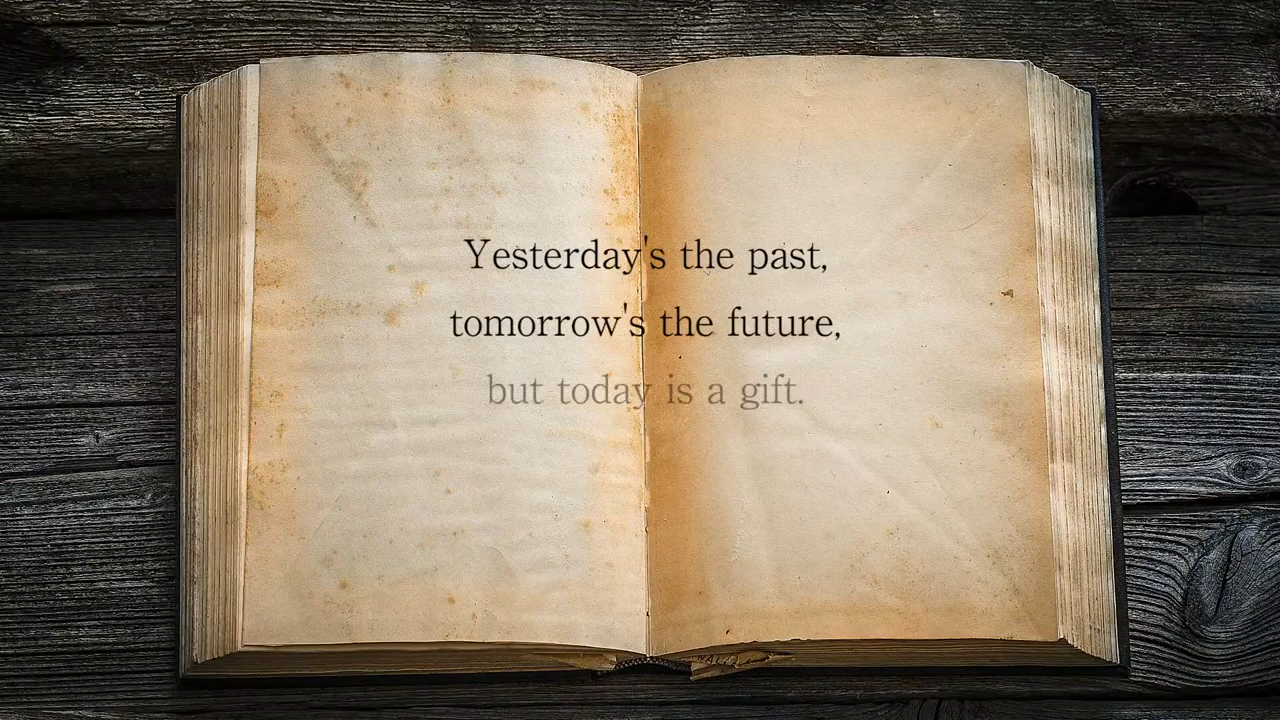 Yesterday's the past,
tomorrow's the future,
but today is a gift.